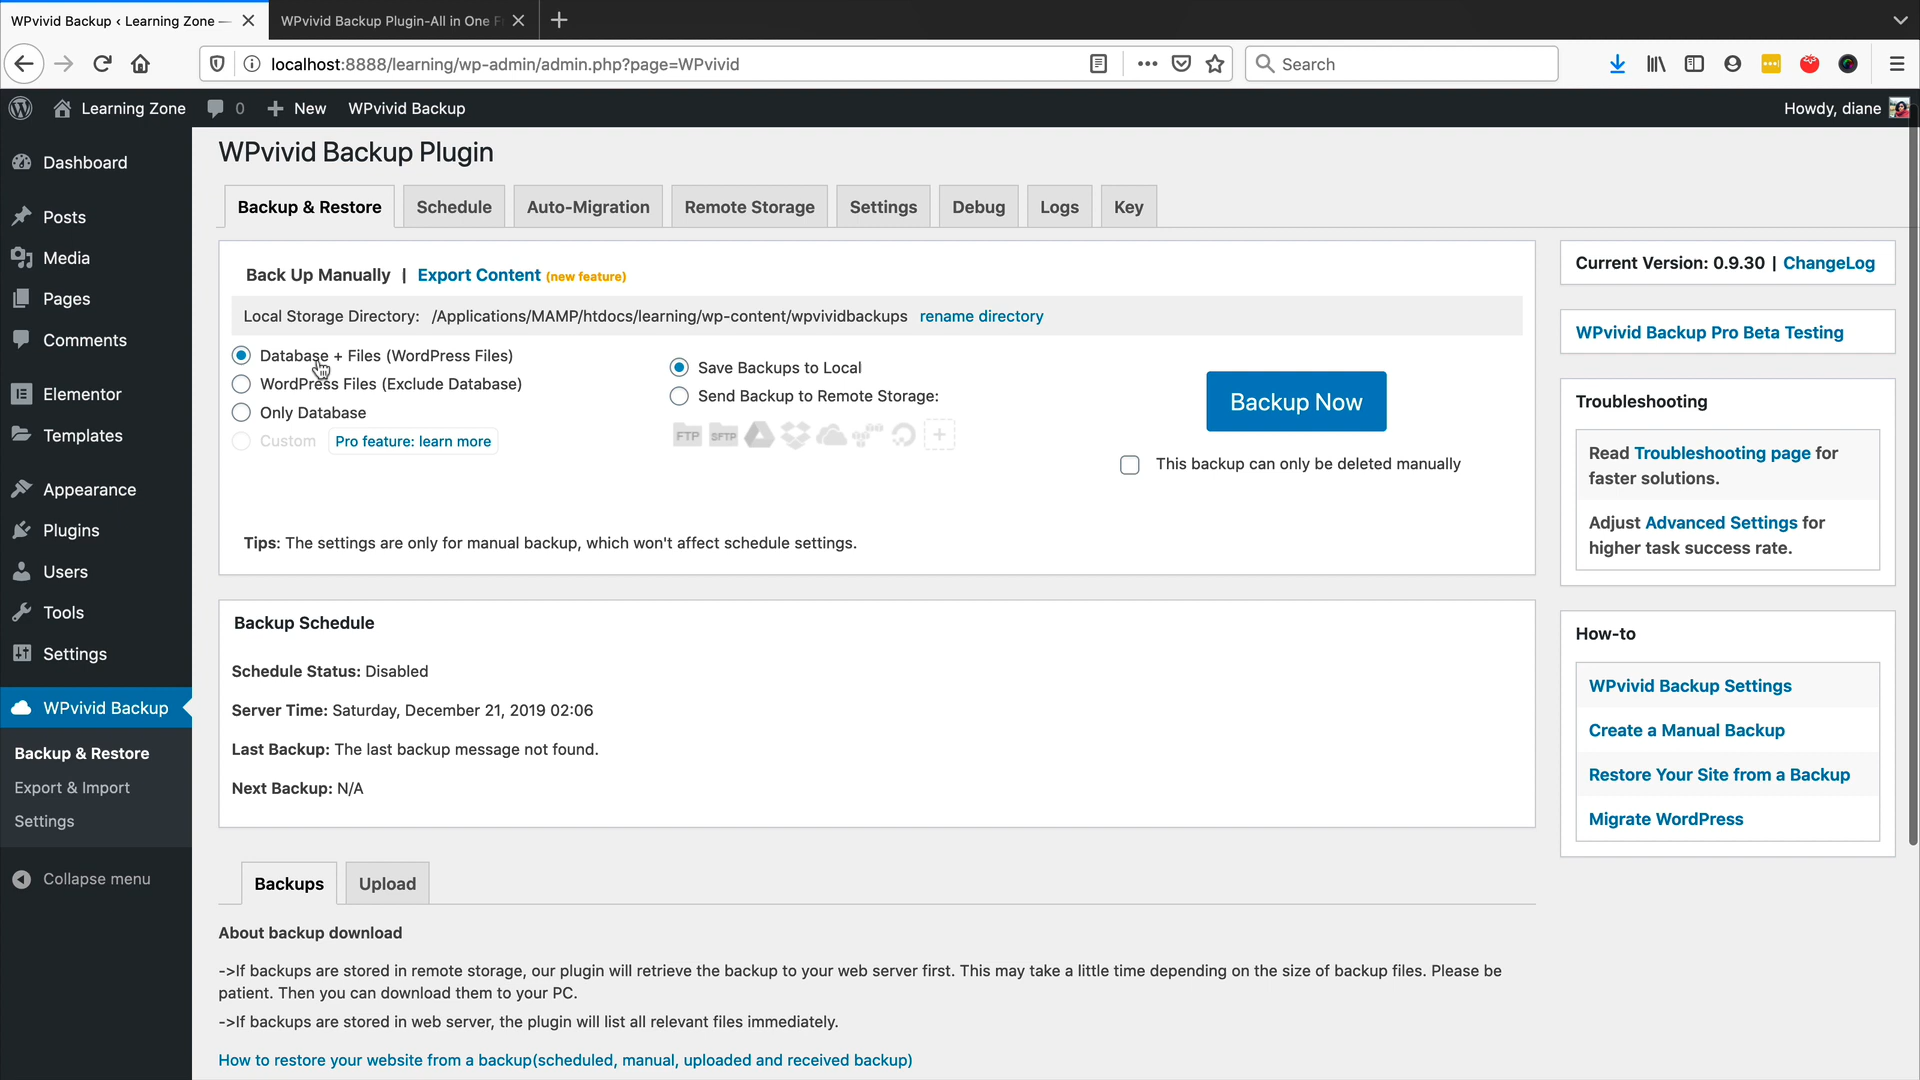 WPvivid Backup ‹ Learning Zone —
WPvivid Backup Plugin-All in One F
localhost:8888/learning/wp-admin/admin.php?page=WPvivid
Search
Learning Zone
0
New
WPvivid Backup
Howdy, diane
Dashboard
Posts
Media
Pages
Comments
Elementor
Templates
Appearance
Plugins
Users
Tools
Settings
WPvivid Backup
Backup & Restore
Export & Import
Settings
Collapse menu
WPvivid Backup Plugin
Backup & Restore
Schedule
Auto-Migration
Remote Storage
Settings
Debug
Logs
Key
Back Up Manually | Export Content (new feature)
Local Storage Directory: /Applications/MAMP/htdocs/learning/wp-content/wpvividbackups rename directory
Database + Files (WordPress Files)
WordPress Files (Exclude Database)
Only Database
Custom Pro feature: learn more
Save Backups to Local
Send Backup to Remote Storage:
FTP SFTP
Backup Now
This backup can only be deleted manually
Tips: The settings are only for manual backup, which won't affect schedule settings.
Backup Schedule
Schedule Status: Disabled
Server Time: Saturday, December 21, 2019 02:06
Last Backup: The last backup message not found.
Next Backup: N/A
Backups
Upload
About backup download
->If backups are stored in remote storage, our plugin will retrieve the backup to your web server first. This may take a little time depending on the size of backup files. Please be
patient. Then you can download them to your PC.
->If backups are stored in web server, the plugin will list all relevant files immediately.
How to restore your website from a backup(scheduled, manual, uploaded and received backup)
Current Version: 0.9.30 | ChangeLog
WPvivid Backup Pro Beta Testing
Troubleshooting
Read Troubleshooting page for
faster solutions.
Adjust Advanced Settings for
higher task success rate.
How-to
WPvivid Backup Settings
Create a Manual Backup
Restore Your Site from a Backup
Migrate WordPress